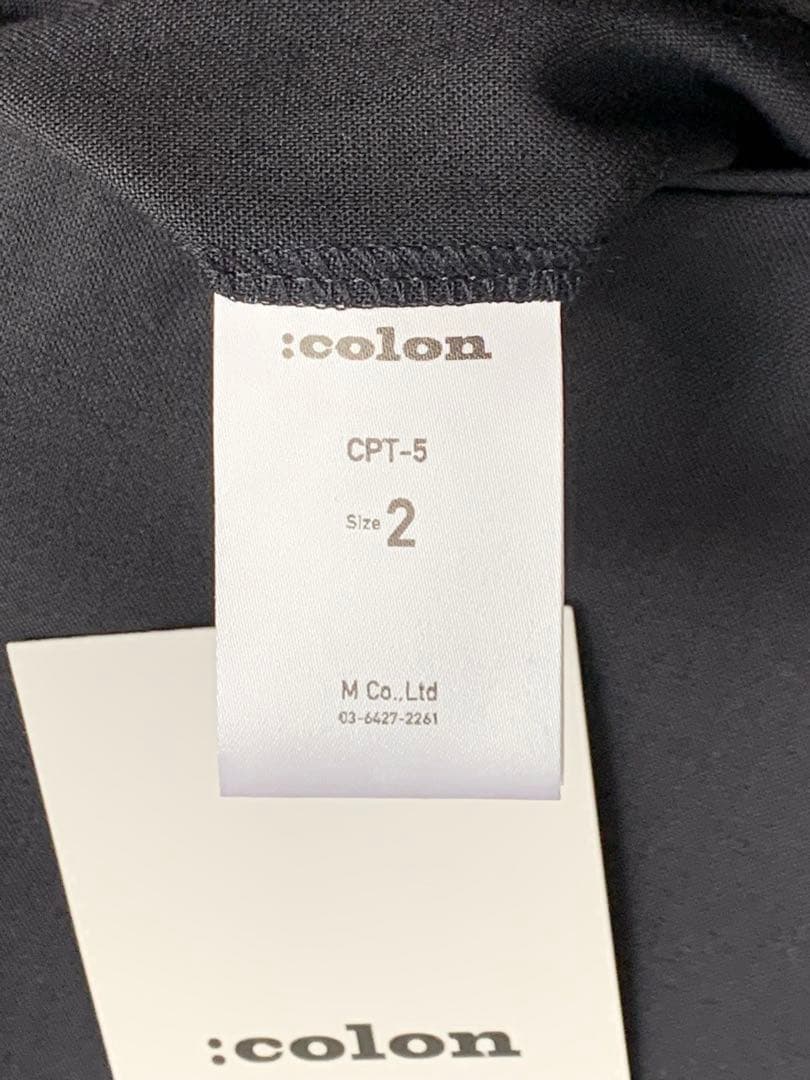 :colon
CPT-5
Size 2
M Co.,Ltd
03-6427-2261
:colon